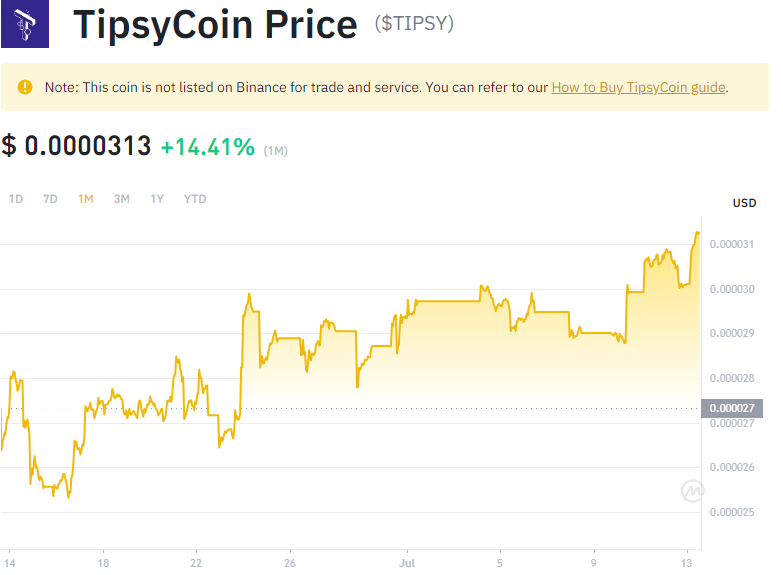 TipsyCoin Price ($TIPSY)
Note: This coin is not listed on Binance for trade and service. You can refer to our How to Buy TipsyCoin guide.
$ 0.0000313 +14.41% (1M)
1D 7D 1M 3M 1Y YTD
USD
0.000031
0.000030
0.000029
0.000028
0.000027
0.000027
0.000026
0.000025
14 18 22 26 Jul 5 9 13